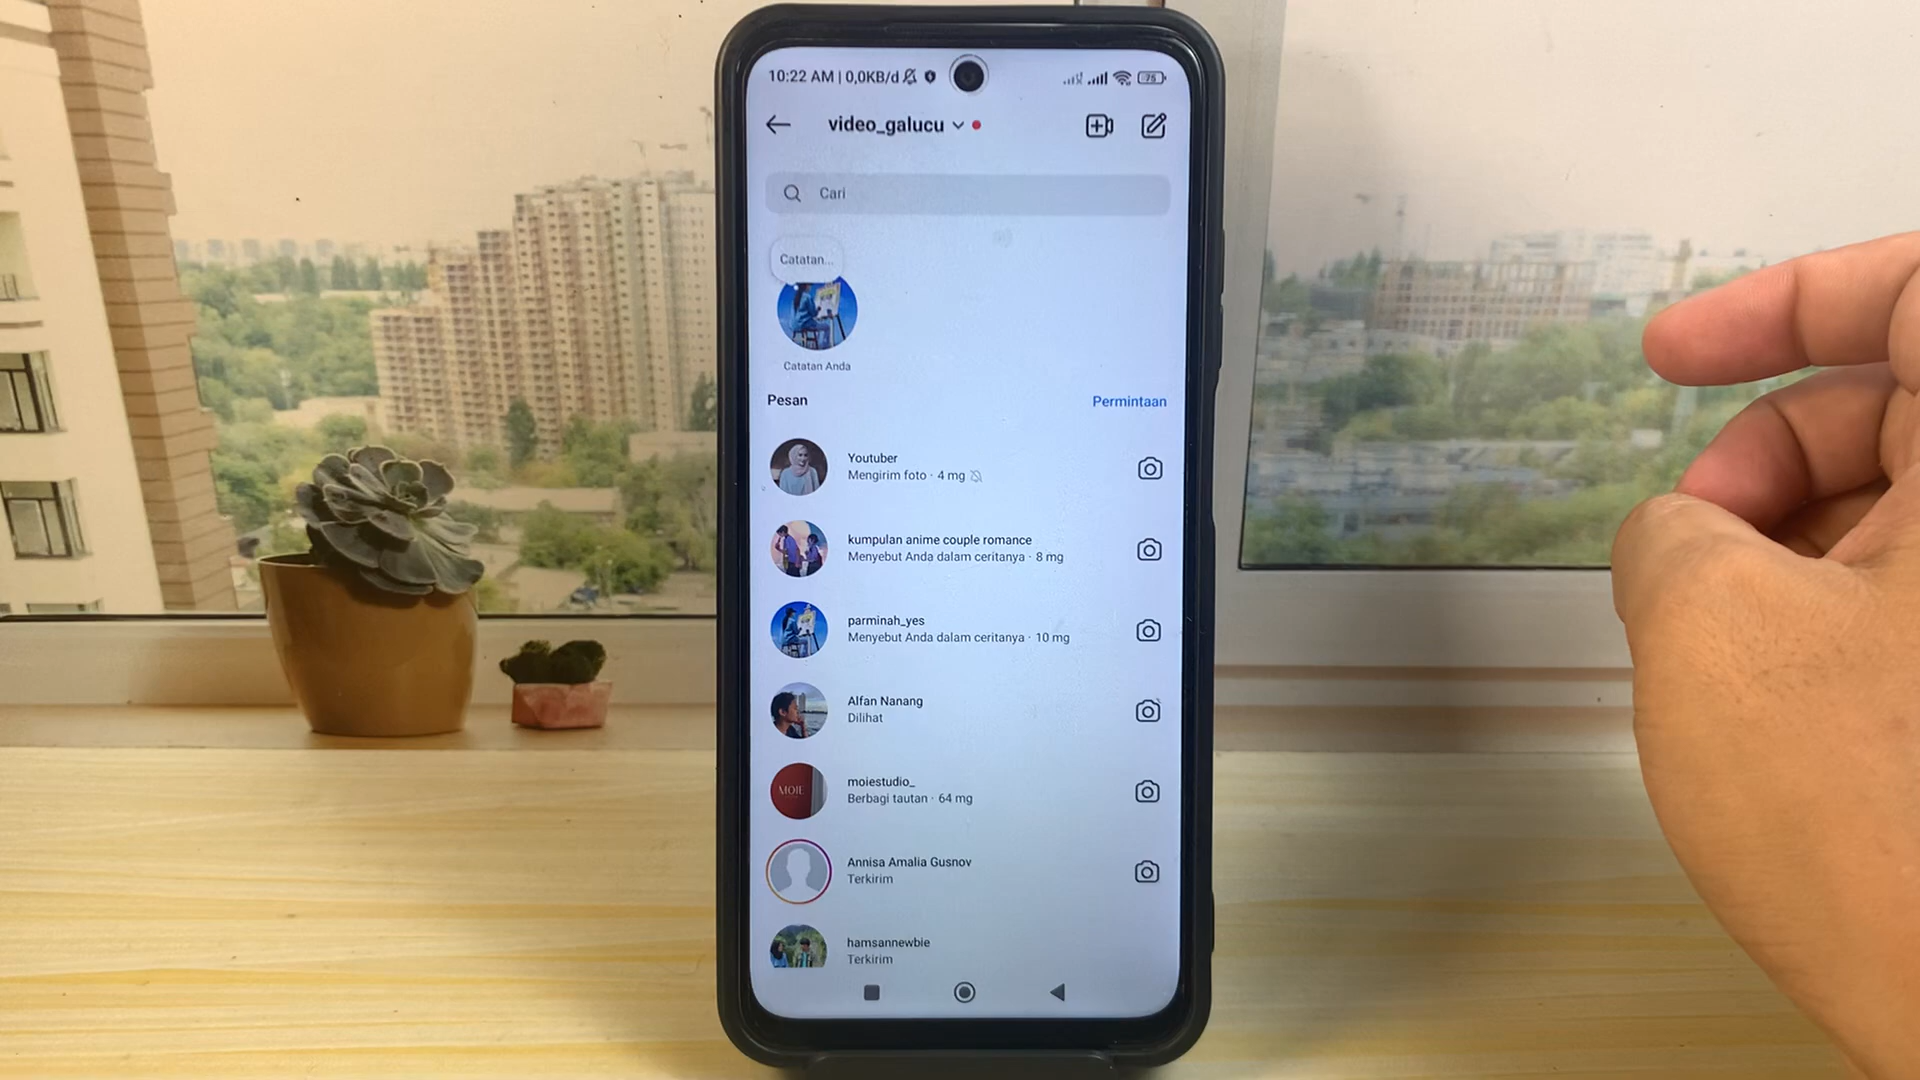 10:22 AM | 0,0KB/d
75
video_galucu
Cari
Catatan...
Catatan Anda
Pesan
Permintaan
Youtuber
Mengirim foto · 4 mg
kumpulan anime couple romance
Menyebut Anda dalam ceritanya · 8 mg
parminah_yes
Menyebut Anda dalam ceritanya · 10 mg
Alfan Nanang
Dilihat
MOIE
moiestudio_
Berbagi tautan · 64 mg
Annisa Amalia Gusnov
Terkirim
hamsannewbie
Terkirim